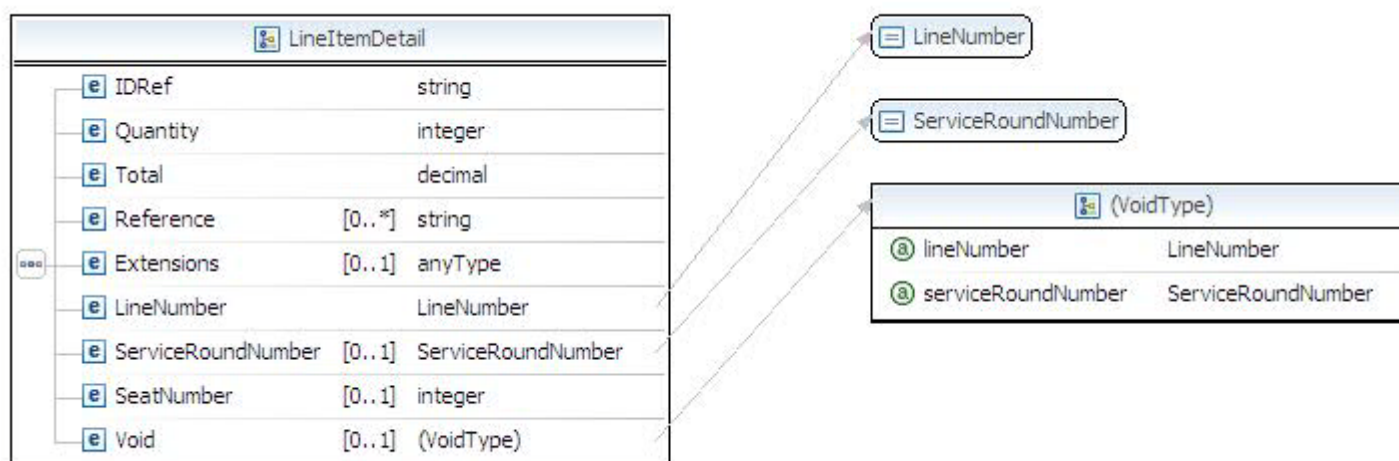 LineItemDetail
e IDRef string
e Quantity integer
e Total decimal
e Reference [0..*] string
e Extensions [0..1] anyType
e LineNumber LineNumber
e ServiceRoundNumber [0..1] ServiceRoundNumber
e SeatNumber [0..1] integer
e Void [0..1] (VoidType)
LineNumber
ServiceRoundNumber
(VoidType)
a lineNumber LineNumber
a serviceRoundNumber ServiceRoundNumber